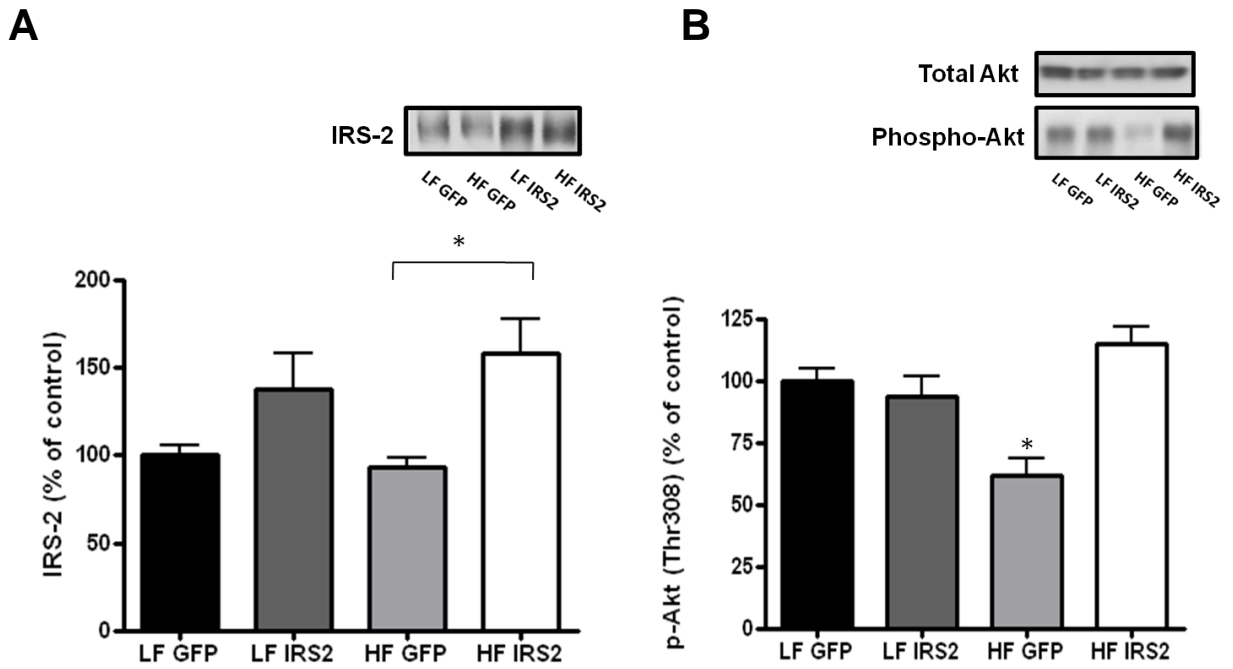 A
B
Total Akt
IRS-2
Phospho-Akt
LF GFP
HF GFP
LF IRS2
HF IRS2
LF GFP
LF IRS2
HF GFP
HF IRS2
*
IRS-2 (% of control)
200
150
100
50
0
LF GFP
LF IRS2
HF GFP
HF IRS2
p-Akt (Thr308) (% of control)
125
100
75
50
25
0
*
LF GFP
LF IRS2
HF GFP
HF IRS2